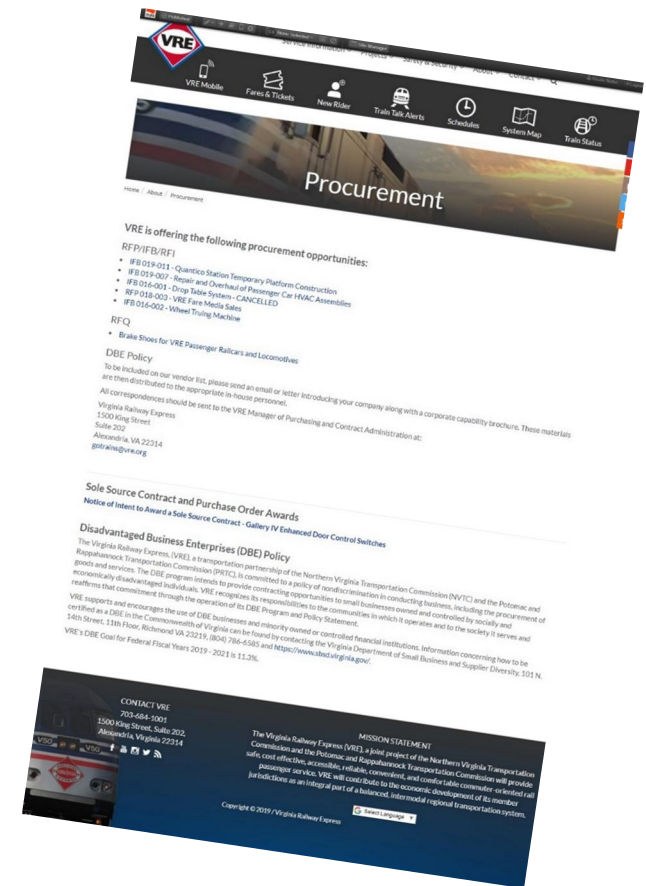 Published
VRE
Service Information
Projects
Safety & Security
About
Contact
VRE Mobile
Fares & Tickets
New Rider
Train Talk Alerts
Schedules
System Map
Train Status
Procurement
Home / About / Procurement
VRE is offering the following procurement opportunities:
RFP/IFB/RFI
• IFB 019-011 - Quantico Station Temporary Platform Construction
• IFB 019-007 - Repair and Overhaul of Passenger Car HVAC Assemblies
• IFB 016-001 - Drop Table System - CANCELLED
• RFP 018-003 - VRE Fare Media Sales
• IFB 016-002 - Wheel Truing Machine
RFQ
• Brake Shoes for VRE Passenger Railcars and Locomotives
DBE Policy
To be included on our vendor list, please send an email or letter introducing your company along with a corporate capability brochure. These materials
are then distributed to the appropriate in-house personnel.
All correspondences should be sent to the VRE Manager of Purchasing and Contract Administration at:
Virginia Railway Express
1500 King Street
Suite 202
Alexandria, VA 22314
gotrains@vre.org
Sole Source Contract and Purchase Order Awards
Notice of Intent to Award a Sole Source Contract - Gallery IV Enhanced Door Control Switches
Disadvantaged Business Enterprises (DBE) Policy
The Virginia Railway Express, (VRE), a transportation partnership of the Northern Virginia Transportation Commission (NVTC) and the Potomac and
Rappahannock Transportation Commission (PRTC), is committed to a policy of nondiscrimination in conducting business, including the procurement of
goods and services. The DBE program intends to provide contracting opportunities to small businesses owned and controlled by socially and
economically disadvantaged individuals. VRE recognizes its responsibilities to the communities in which it operates and to the society it serves and
reaffirms that commitment through the operation of its DBE Program and Policy Statement.
VRE supports and encourages the use of DBE businesses and minority owned or controlled financial institutions. Information concerning how to be
certified as a DBE in the Commonwealth of Virginia can be found by contacting the Virginia Department of Small Business and Supplier Diversity, 101 N.
14th Street, 11th Floor, Richmond VA 23219, (804) 786-6585 and https://www.sbsd.virginia.gov/.
VRE's DBE Goal for Federal Fiscal Years 2019 - 2021 is 11.3%.
CONTACT VRE
703-684-1001
1500 King Street, Suite 202,
Alexandria, Virginia 22314
V50
V50
MISSION STATEMENT
The Virginia Railway Express (VRE), a joint project of the Northern Virginia Transportation
Commission and the Potomac and Rappahannock Transportation Commission will provide
safe, cost effective, accessible, reliable, convenient, and comfortable commuter-oriented rail
passenger service. VRE will contribute to the economic development of its member
jurisdictions as an integral part of a balanced, intermodal regional transportation system.
Copyright © 2019 / Virginia Railway Express
Select Language